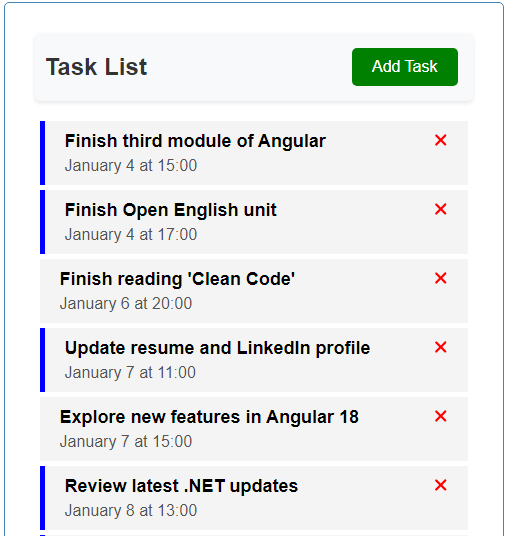 Task List
Add Task
Finish third module of Angular
January 4 at 15:00
Finish Open English unit
January 4 at 17:00
Finish reading 'Clean Code'
January 6 at 20:00
Update resume and LinkedIn profile
January 7 at 11:00
Explore new features in Angular 18
January 7 at 15:00
Review latest .NET updates
January 8 at 13:00